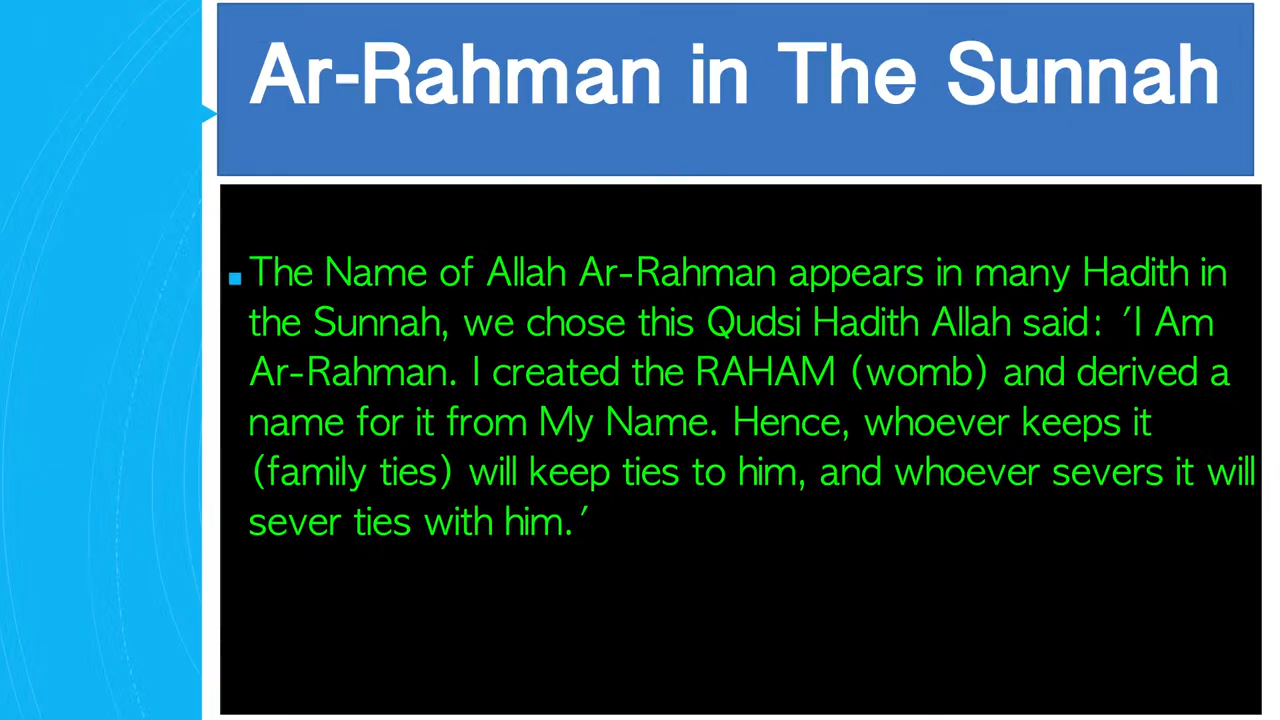 Ar-Rahman in The Sunnah
The Name of Allah Ar-Rahman appears in many Hadith in
the Sunnah, we chose this Qudsi Hadith Allah said: ′I Am
Ar-Rahman. I created the RAHAM (womb) and derived a
name for it from My Name. Hence, whoever keeps it
(family ties) will keep ties to him, and whoever severs it will
sever ties with him.′